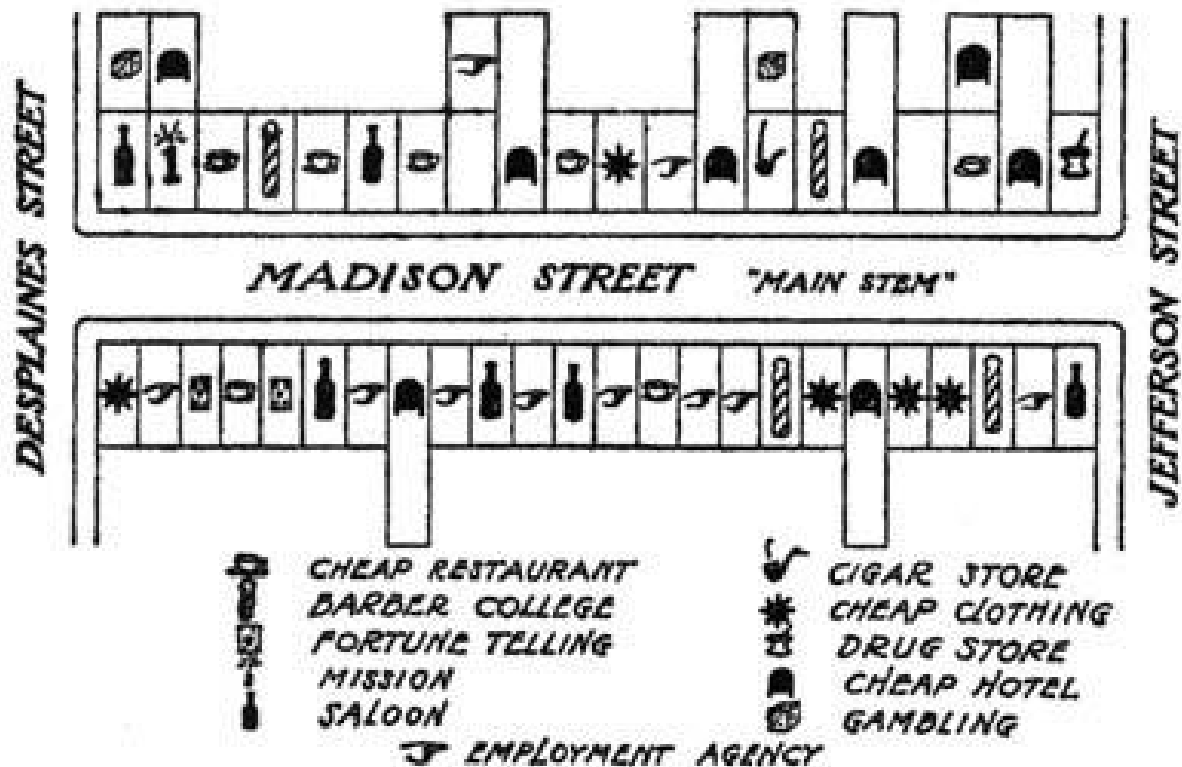 DESPLAINES STREET
MADISON STREET "MAIN STEM"
JEFFERSON STREET
CHEAP RESTAURANT
BARBER COLLEGE
FORTUNE TELLING
MISSION
SALOON
CIGAR STORE
CHEAP CLOTHING
DRUG STORE
CHEAP HOTEL
GAMBLING
EMPLOYMENT AGENCY